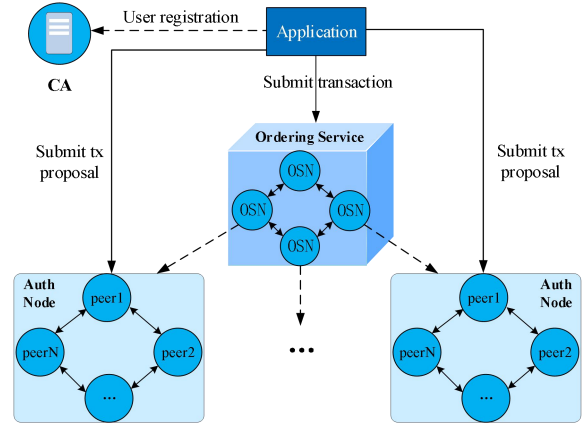 User registration
Application
CA
Submit transaction
Submit tx
proposal
Ordering Service
OSN
OSN
OSN
OSN
Submit tx
proposal
Auth
Node
peer1
peerN
peer2
...
...
Auth
Node
peer1
peerN
peer2
...